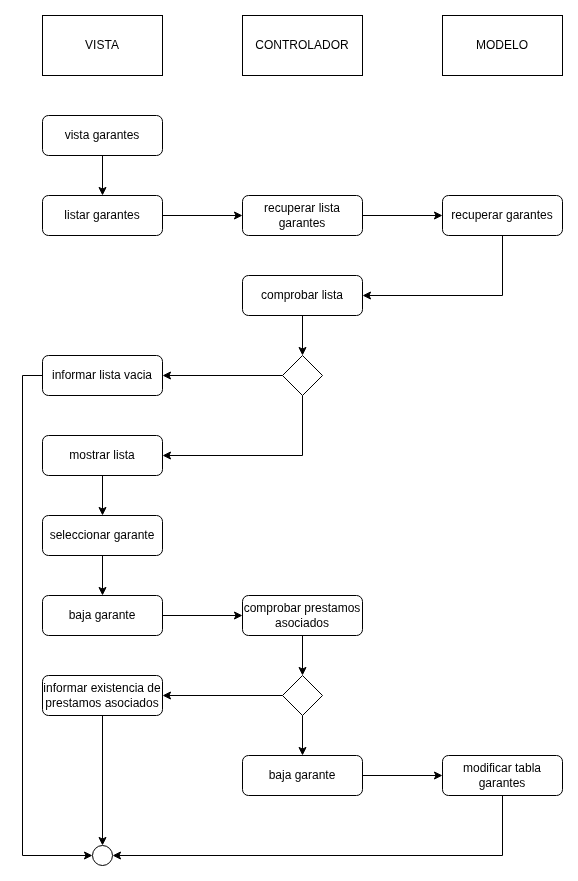 VISTA
CONTROLADOR
MODELO
vista garantes
listar garantes
recuperar lista
garantes
recuperar garantes
comprobar lista
informar lista vacia
mostrar lista
seleccionar garante
baja garante
comprobar prestamos
asociados
informar existencia de
prestamos asociados
baja garante
modificar tabla
garantes